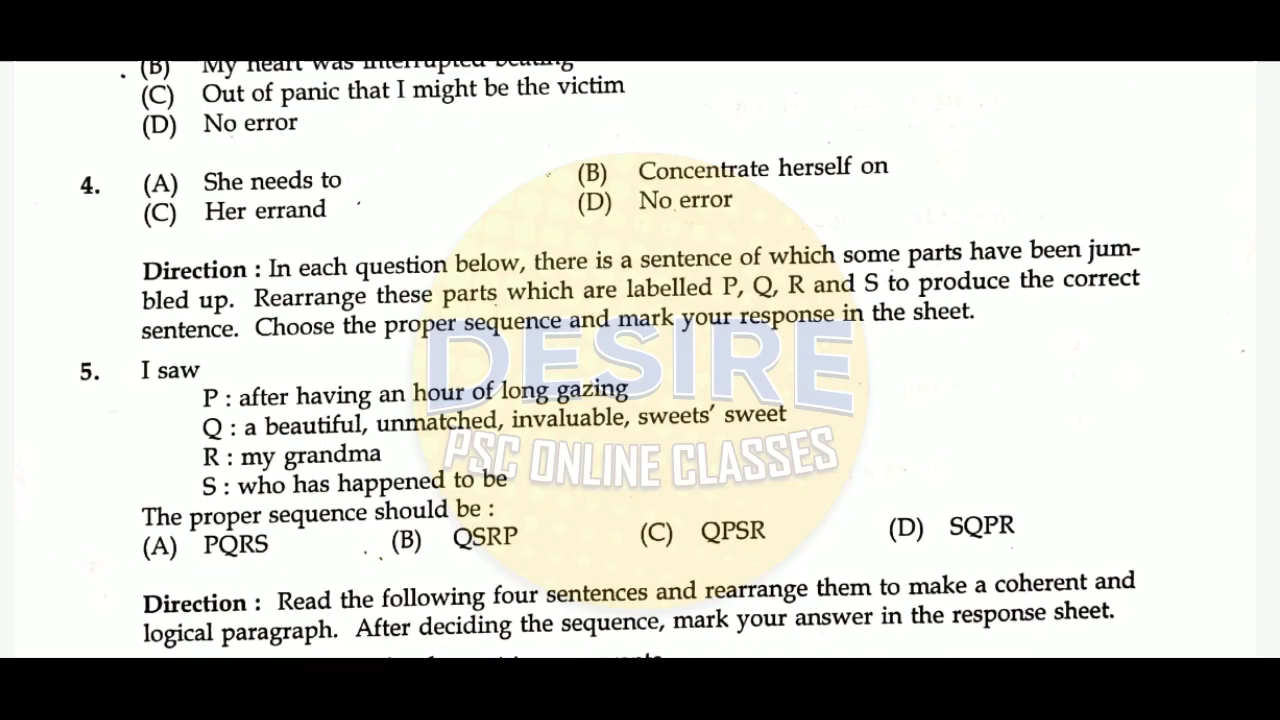 (B) My heart was interrupted beating
(C) Out of panic that I might be the victim
(D) No error
4. (A) She needs to (B) Concentrate herself on
(C) Her errand (D) No error
Direction : In each question below, there is a sentence of which some parts have been jum-
bled up. Rearrange these parts which are labelled P, Q, R and S to produce the correct
sentence. Choose the proper sequence and mark your response in the sheet.
5. I saw
P : after having an hour of long gazing
Q : a beautiful, unmatched, invaluable, sweets' sweet
R : my grandma
S : who has happened to be
The proper sequence should be :
(A) PQRS (B) QSRP (C) QPSR (D) SQPR
Direction : Read the following four sentences and rearrange them to make a coherent and
logical paragraph. After deciding the sequence, mark your answer in the response sheet.
DESIRE
PSC ONLINE CLASSES